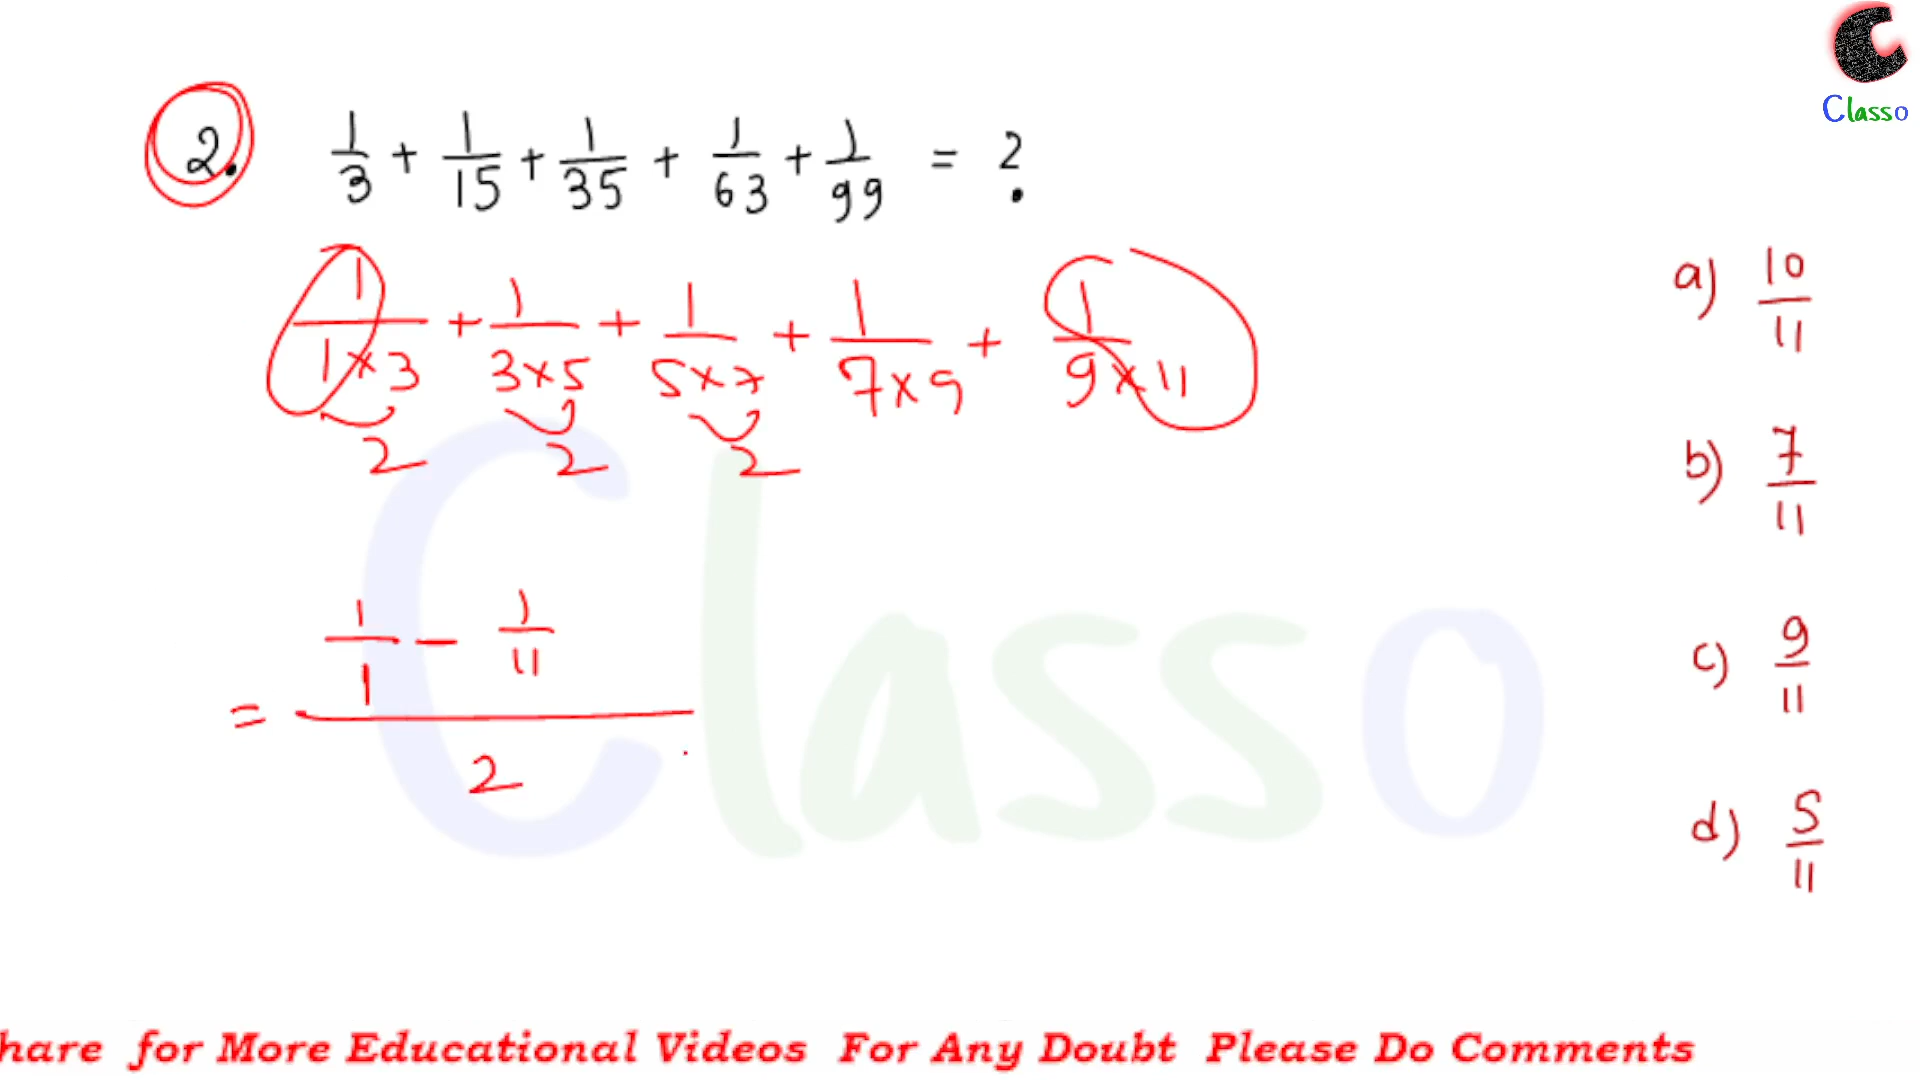 Classo
2. 1/3 + 1/15 + 1/35 + 1/63 + 1/99 = ?
1/(1×3) + 1/(3×5) + 1/(5×7) + 1/(7×9) + 1/(9×11)
2 2 2
= (1/1 - 1/11)/2
a) 10/11
b) 7/11
c) 9/11
d) 5/11
Classo
hare for More Educational Videos For Any Doubt Please Do Comments